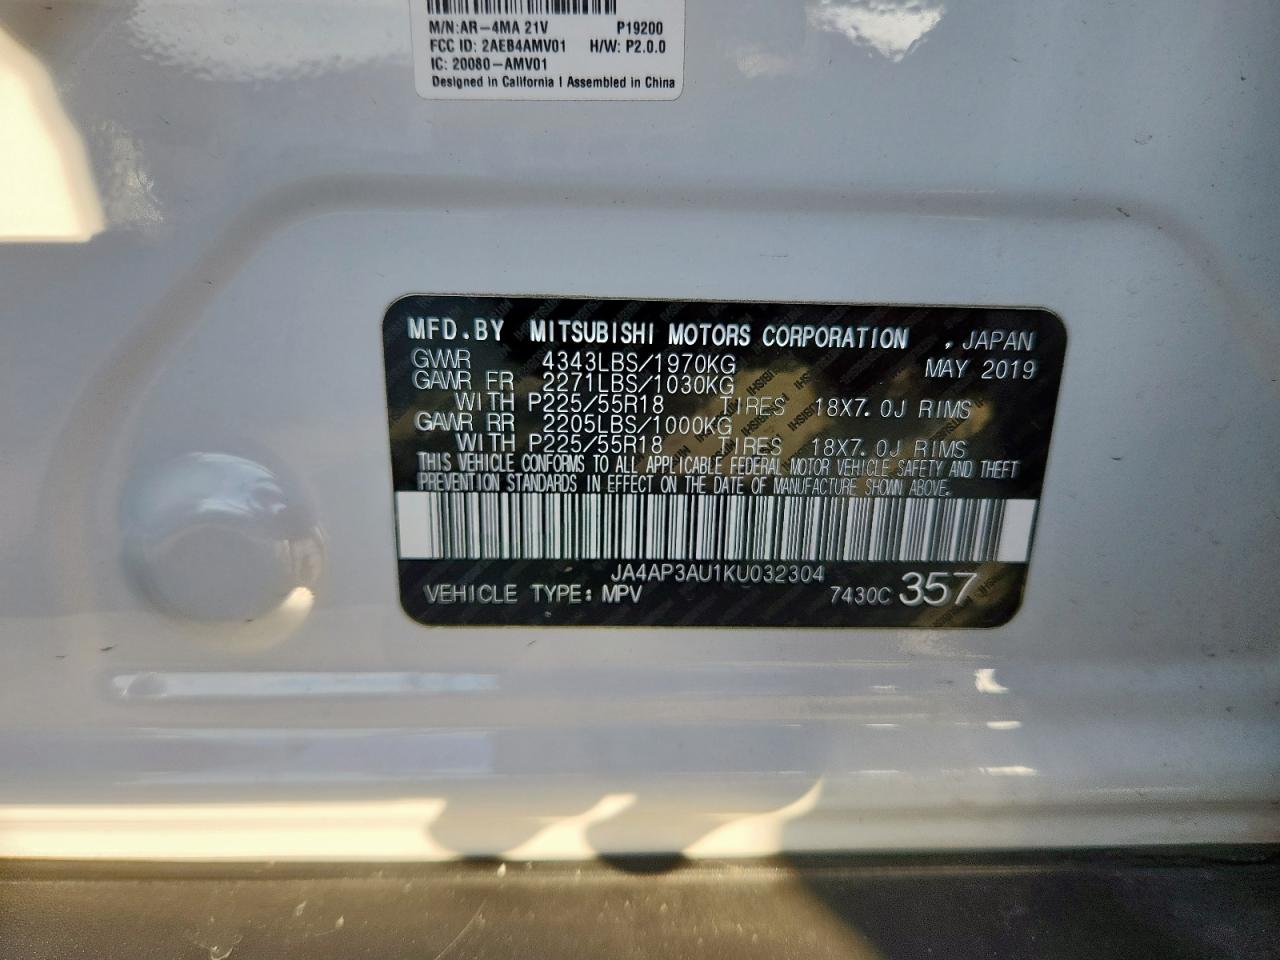 M/N:AR-4MA 21V P19200
FCC ID: 2AEB4AMV01 H/W: P2.0.0
IC: 20080-AMV01
Designed in California | Assembled in China
MFD.BY MITSUBISHI MOTORS CORPORATION , JAPAN
GWR 4343LBS/1970KG MAY 2019
GAWR FR 2271LBS/1030KG
WITH P225/55R18 TIRES 18X7.0J RIMS
GAWR RR 2205LBS/1000KG
WITH P225/55R18 TIRES 18X7.0J RIMS
THIS VEHICLE CONFORMS TO ALL APPLICABLE FEDERAL MOTOR VEHICLE SAFETY AND THEFT
PREVENTION STANDARDS IN EFFECT ON THE DATE OF MANUFACTURE SHOWN ABOVE.
JA4AP3AU1KU032304
VEHICLE TYPE: MPV 7430C 357